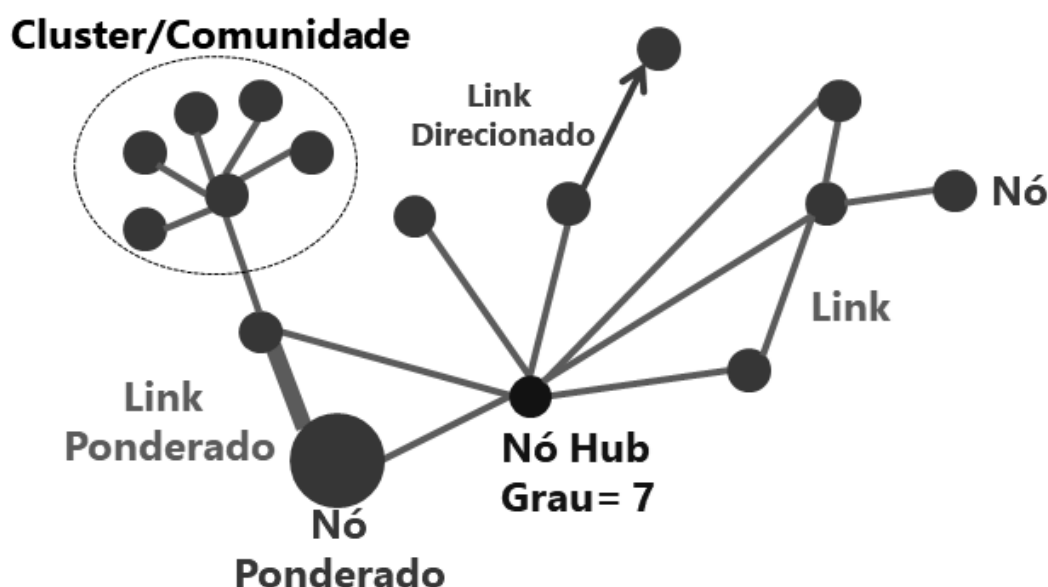 Cluster/Comunidade
Link
Direcionado
Nó
Link
Link
Ponderado
Nó Hub
Grau= 7
Nó
Ponderado